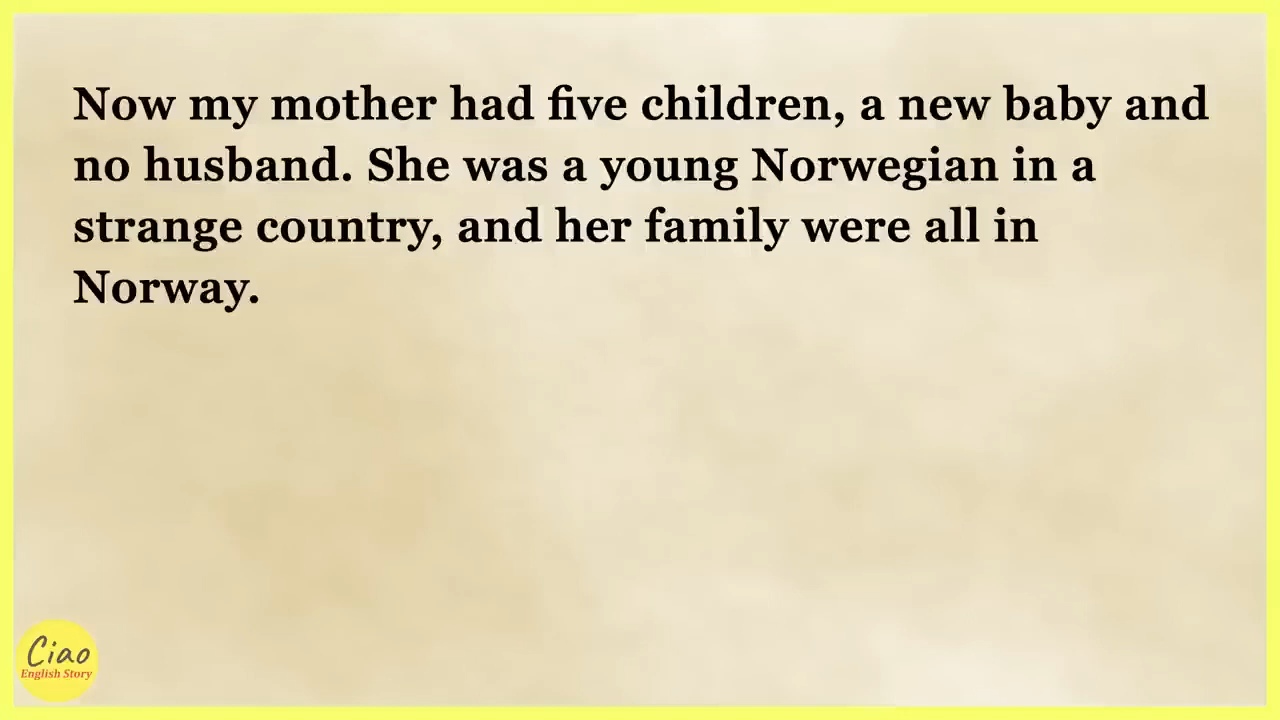 Now my mother had five children, a new baby and
no husband. She was a young Norwegian in a
strange country, and her family were all in
Norway.
Ciao
English Story